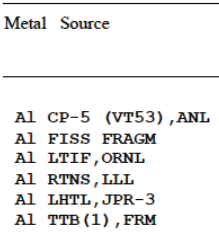 Metal Source
Al CP-5 (VT53),ANL
Al FISS FRAGM
Al LTIF,ORNL
Al RTNS,LLL
Al LHTL,JPR-3
Al TTB(1),FRM